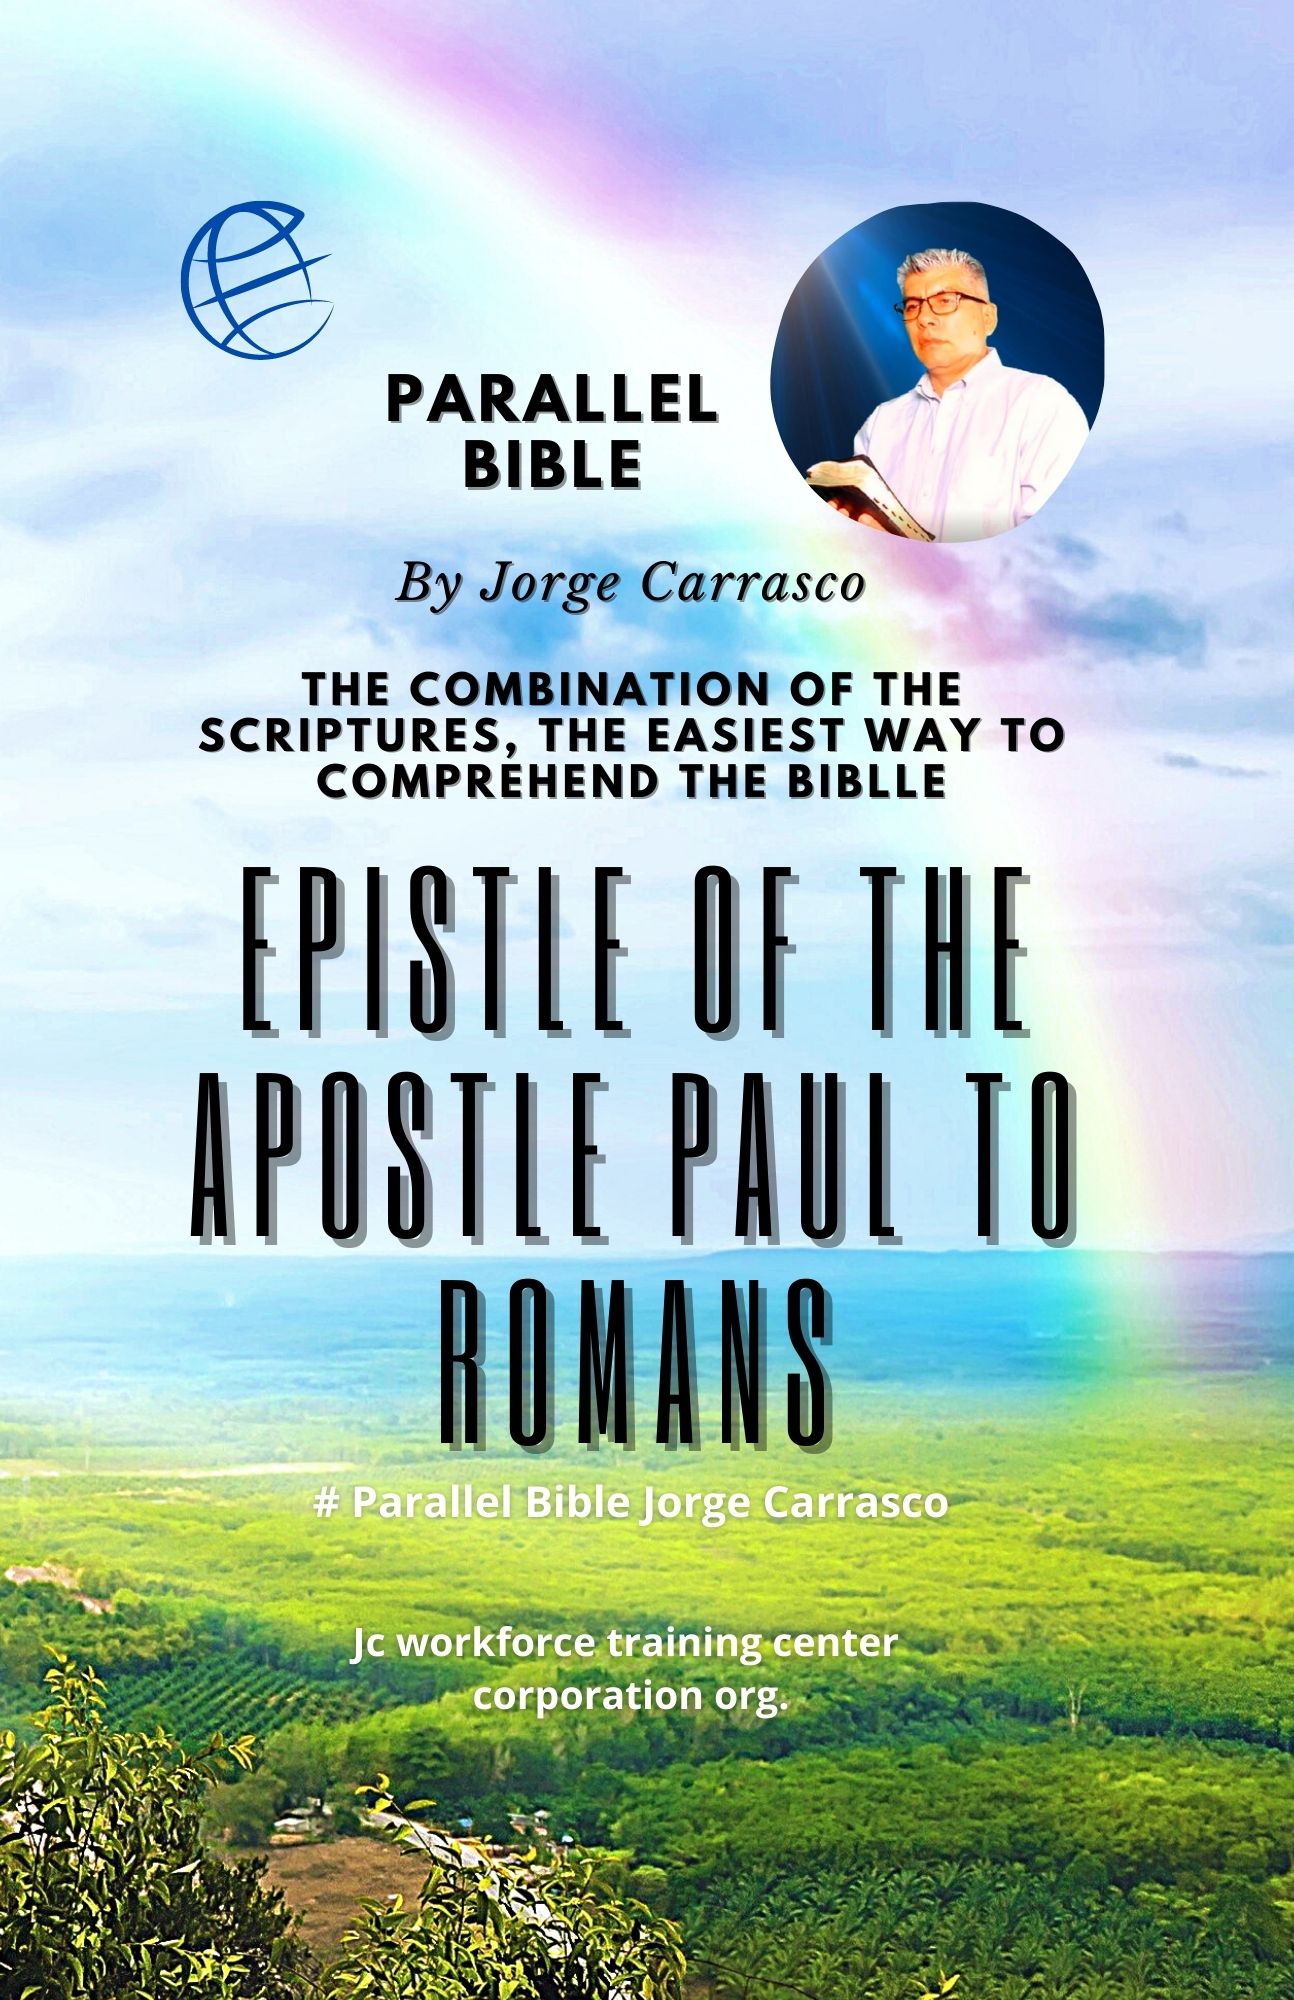 PARALLEL
BIBLE
By Jorge Carrasco
THE COMBINATION OF THE
SCRIPTURES, THE EASIEST WAY TO
COMPREHEND THE BIBLLE
EPISTLE OF THE
APOSTLE PAUL TO
ROMANS
# Parallel Bible Jorge Carrasco
Jc workforce training center
corporation org.